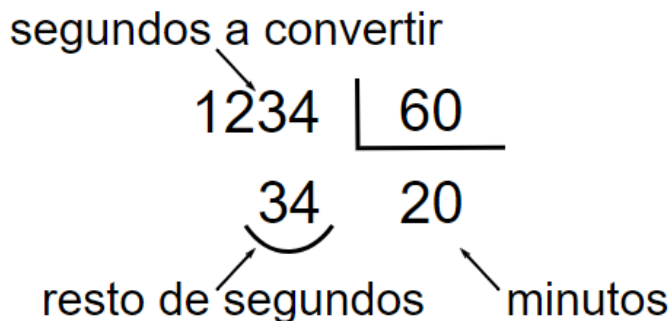 segundos a convertir
1234 60
34 20
resto de segundos minutos